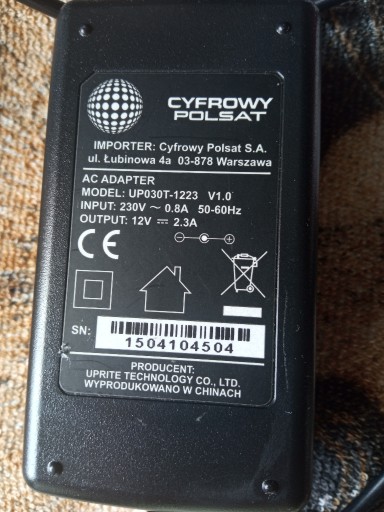 CYFROWY
POLSAT
IMPORTER: Cyfrowy Polsat S.A.
ul. Łubinowa 4a 03-878 Warszawa
AC ADAPTER
MODEL: UP030T-1223 V1.0
INPUT: 230V ~ 0.8A 50-60Hz
OUTPUT: 12V ⎓ 2.3A
CE
SN:
1504104504
PRODUCENT:
UPRITE TECHNOLOGY CO., LTD.
WYPRODUKOWANO W CHINACH